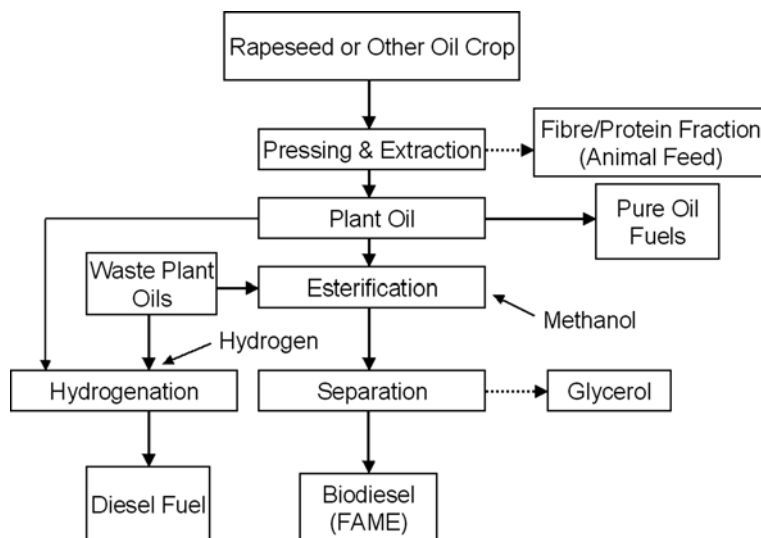 Rapeseed or Other Oil Crop
Pressing & Extraction
Fibre/Protein Fraction
(Animal Feed)
Plant Oil
Pure Oil
Fuels
Waste Plant
Oils
Esterification
Methanol
Hydrogen
Hydrogenation
Separation
Glycerol
Diesel Fuel
Biodiesel
(FAME)